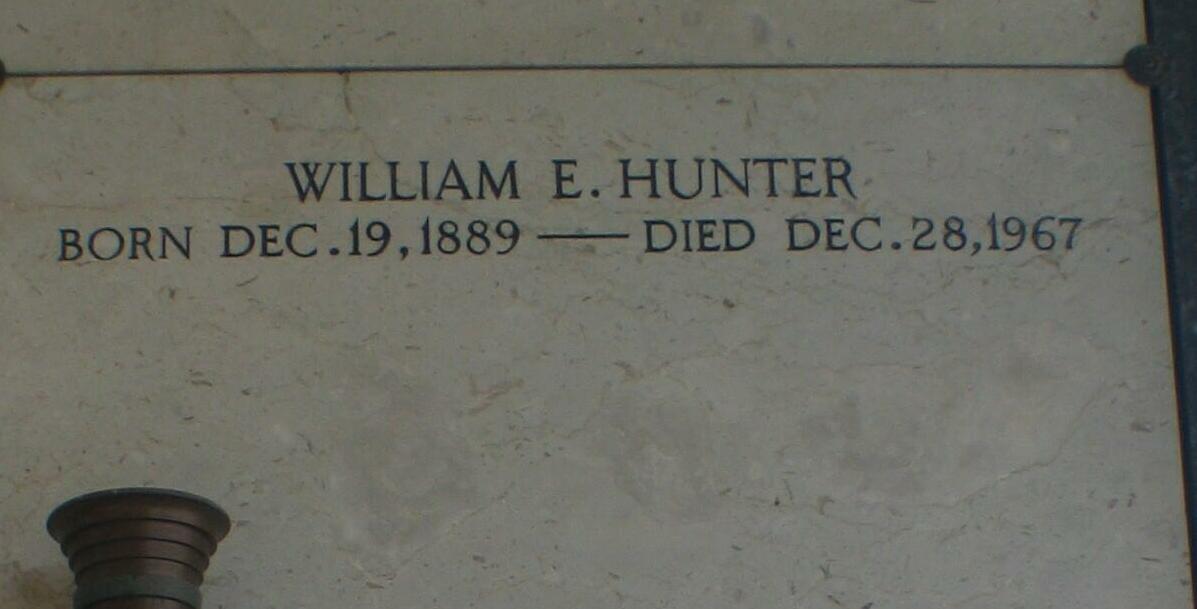 WILLIAM E. HUNTER
BORN DEC. 19, 1889 — DIED DEC. 28, 1967